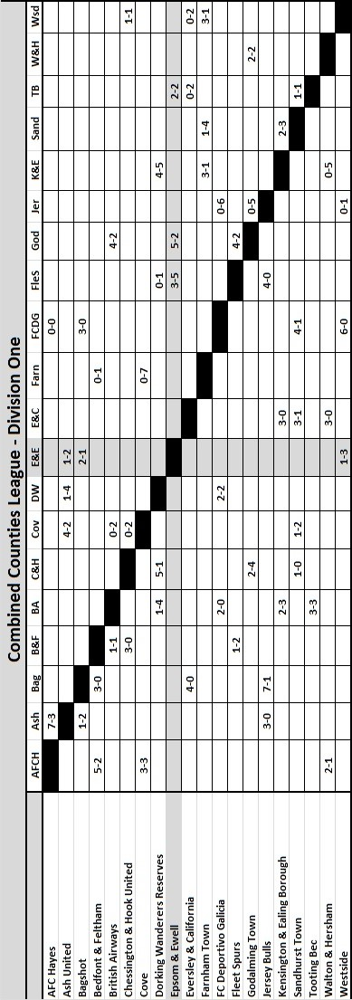 Combined Counties League - Division One
AFCH Ash Bag B&F BA C&H Cov DW E&E E&C Farn FCDG FleS God Jer K&E Sand TB W&H Wsd
AFC Hayes 7-3 0-0
Ash United 4-2 1-4 1-2
Bagshot 1-2 2-1 3-0
Bedfont & Feltham 5-2 3-0 0-1
British Airways 1-1 0-2 4-2
Chessington & Hook United 3-0 0-2 1-1
Cove 3-3 0-7
Dorking Wanderers Reserves 1-4 5-1 0-1 4-5
Epsom & Ewell 3-5 5-2 2-2
Eversley & California 4-0 0-2 0-2
Farnham Town 3-1 1-4 3-1
FC Deportivo Galicia 2-0 2-2 0-6
Fleet Spurs 1-2 4-2
Godalming Town 2-4 0-5 2-2
Jersey Bulls 3-0 7-1 4-0
Kensington & Ealing Borough 2-3 3-0 2-3
Sandhurst Town 1-0 1-2 3-1 4-1 1-1
Tooting Bec 3-3
Walton & Hersham 2-1 3-0 0-5
Westside 1-3 6-0 0-1